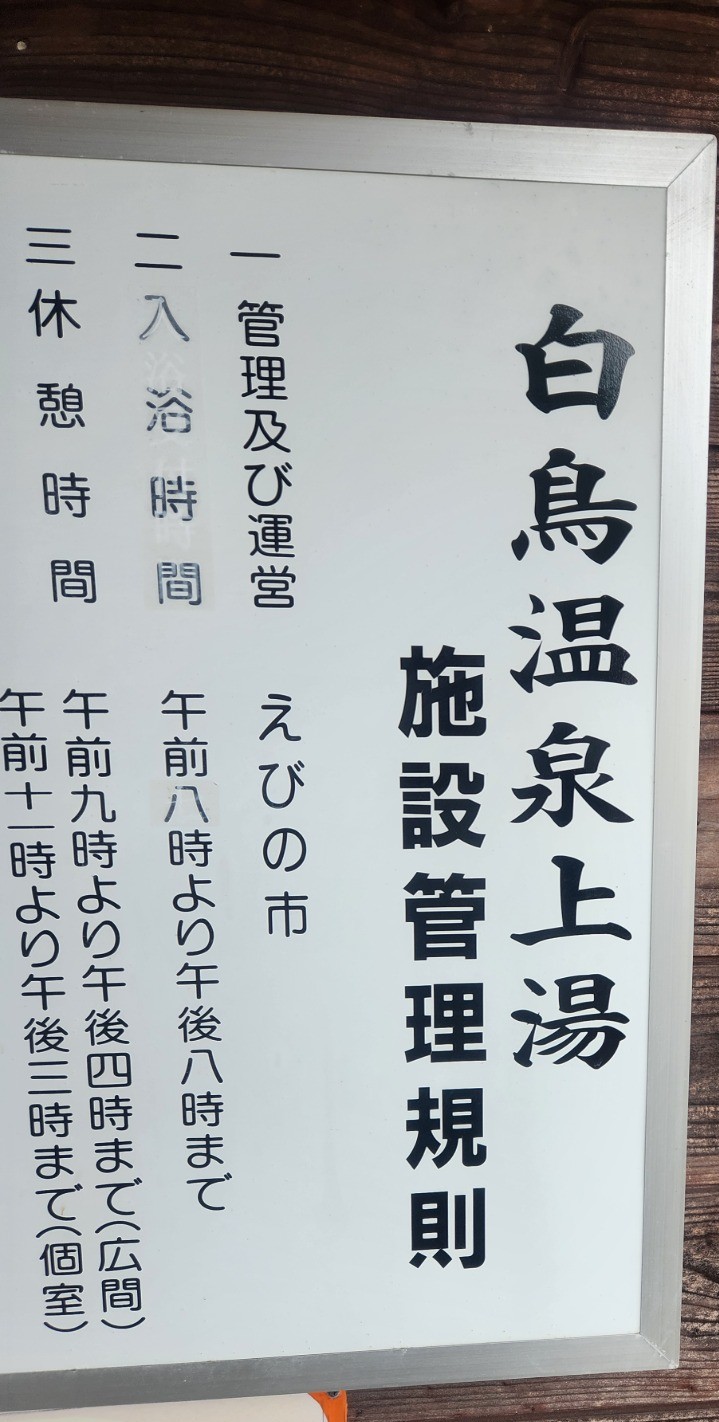 白鳥温泉上湯
施設管理規則
一 管理及び運営 えびの市
二 入浴時間 午前八時より午後八時まで
三 休憩時間 午前九時より午後四時まで(広間)
午前十一時より午後三時まで(個室)